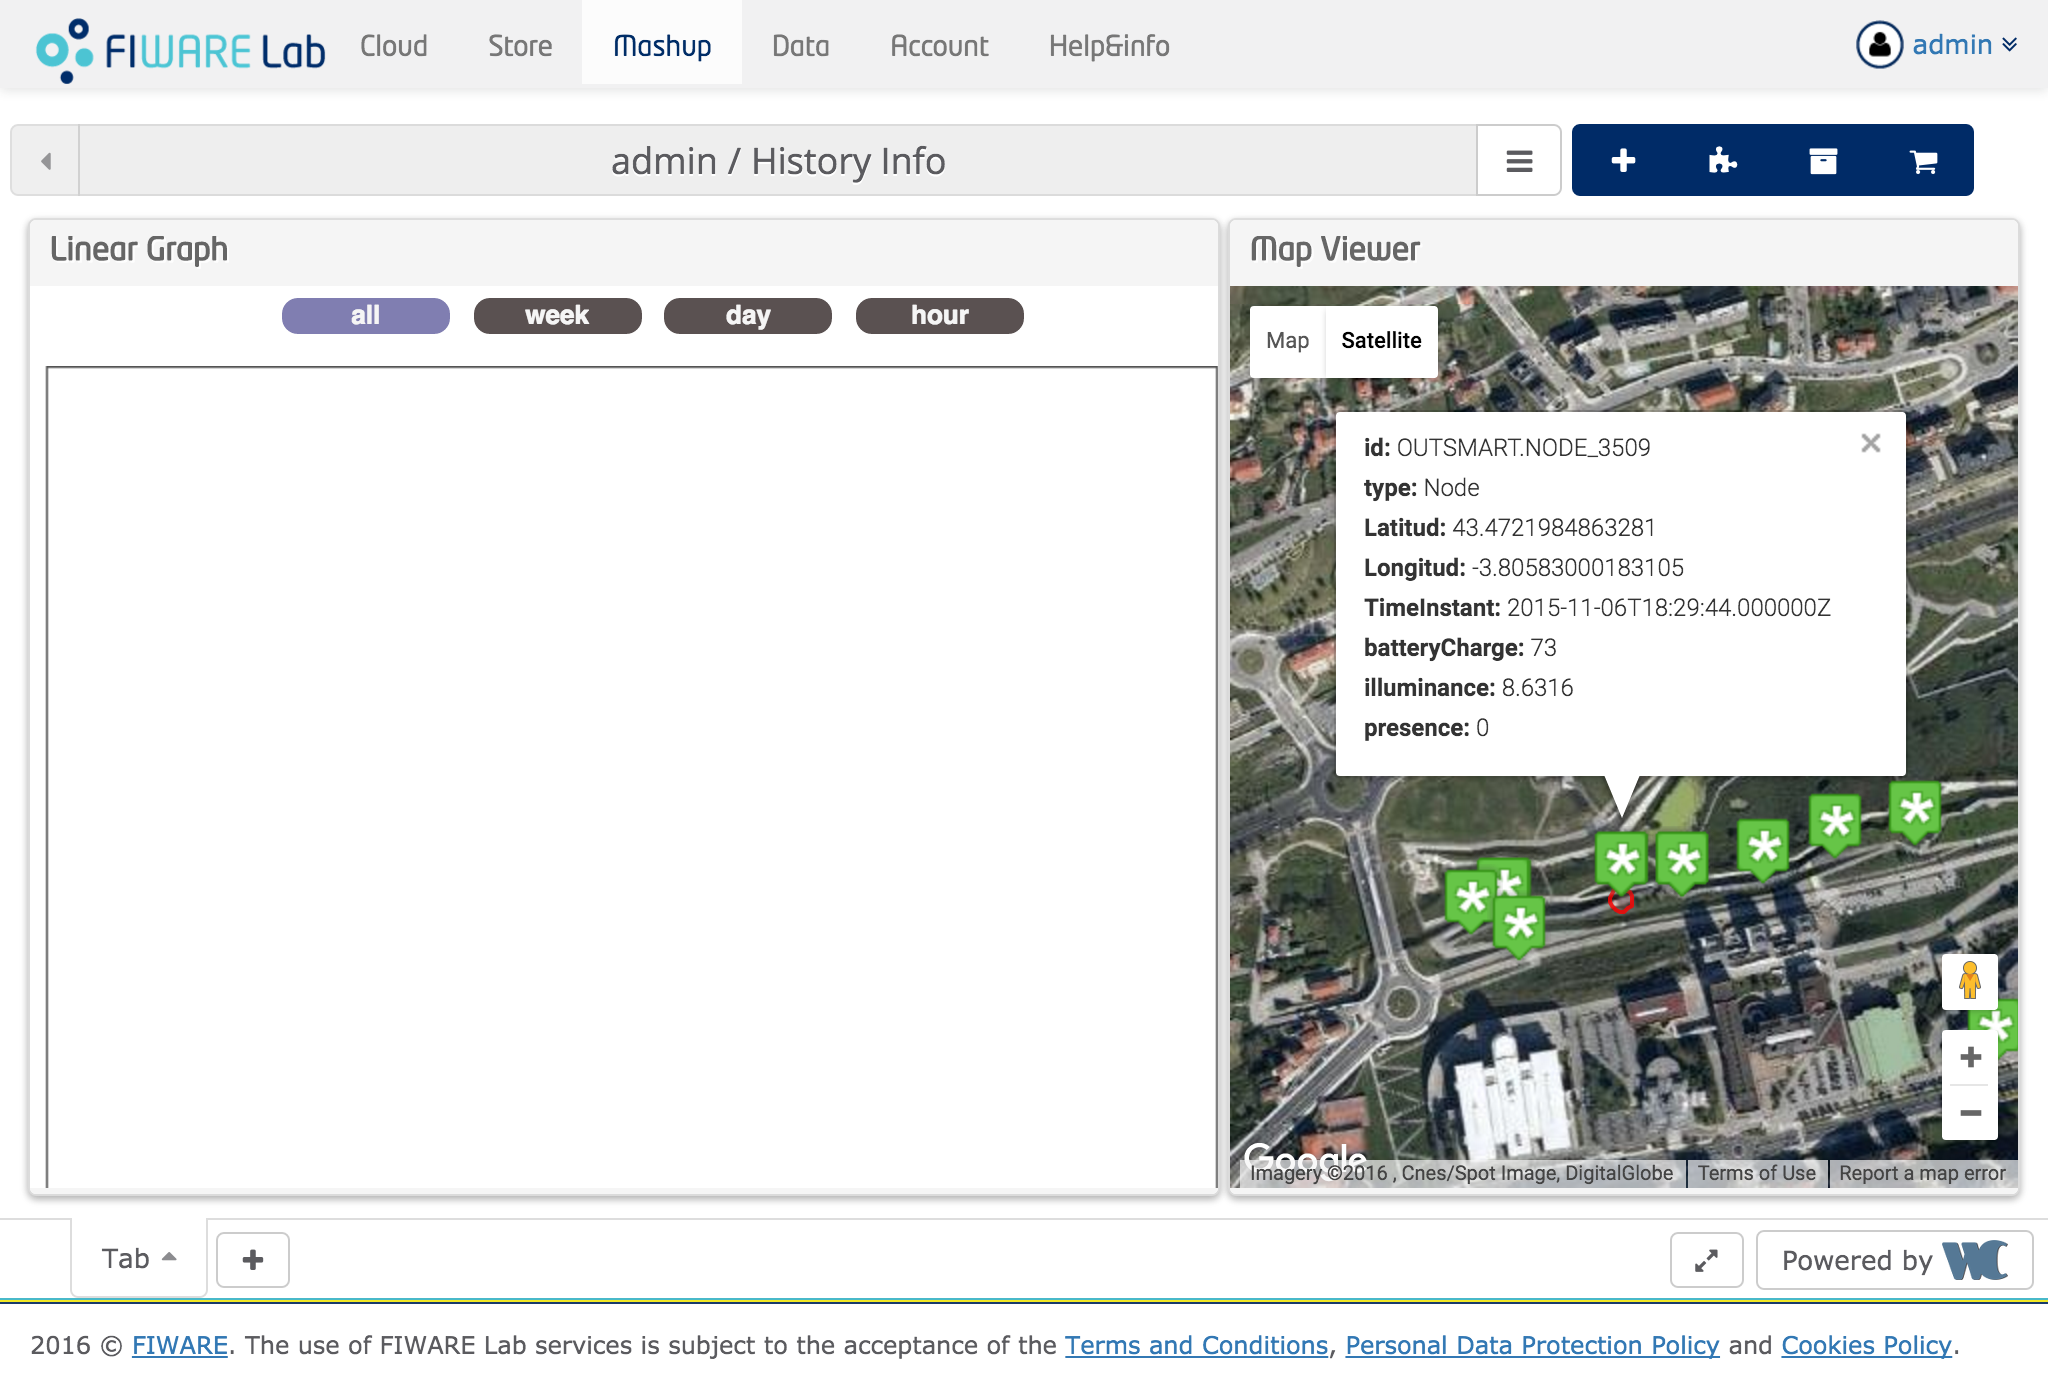 FIWARE Lab
Cloud
Store
Mashup
Data
Account
Help&info
admin
admin / History Info
Linear Graph
all
week
day
hour
Map Viewer
Map
Satellite
id: OUTSMART.NODE_3509
type: Node
Latitud: 43.4721984863281
Longitud: -3.80583000183105
TimeInstant: 2015-11-06T18:29:44.000000Z
batteryCharge: 73
illuminance: 8.6316
presence: 0
Google
Imagery ©2016 , Cnes/Spot Image, DigitalGlobe
Terms of Use
Report a map error
Tab
Powered by WC
2016 © FIWARE. The use of FIWARE Lab services is subject to the acceptance of the Terms and Conditions, Personal Data Protection Policy and Cookies Policy.